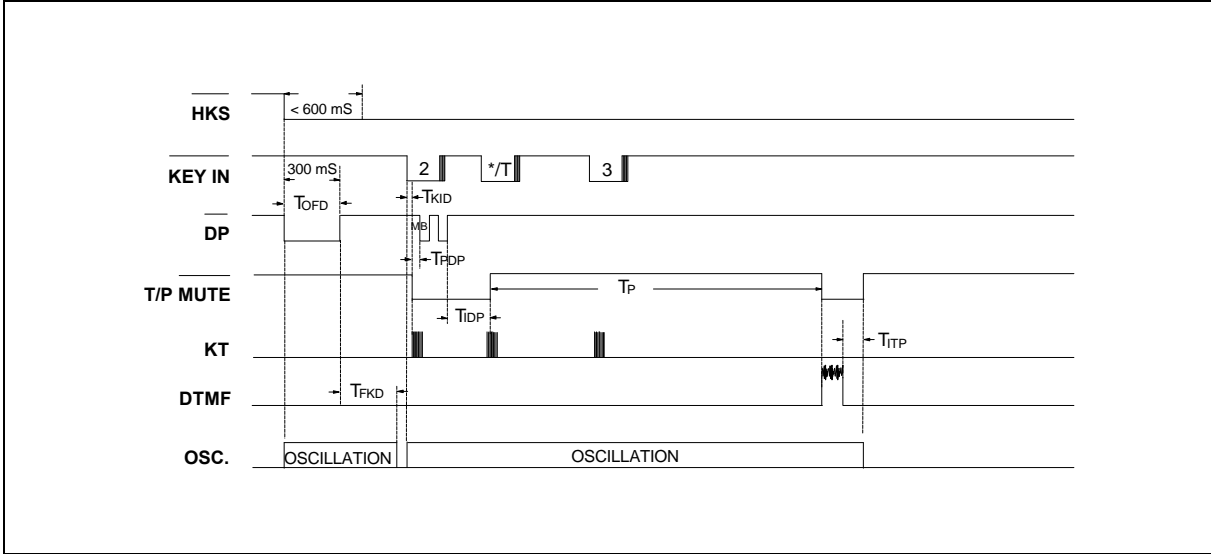 HKS < 600 mS
KEY IN 300 mS 2 */T 3
TOFD TKID
DP MB
TPDP
T/P MUTE TP
TIDP
KT TITP
TFKD
DTMF
OSC. OSCILLATION OSCILLATION